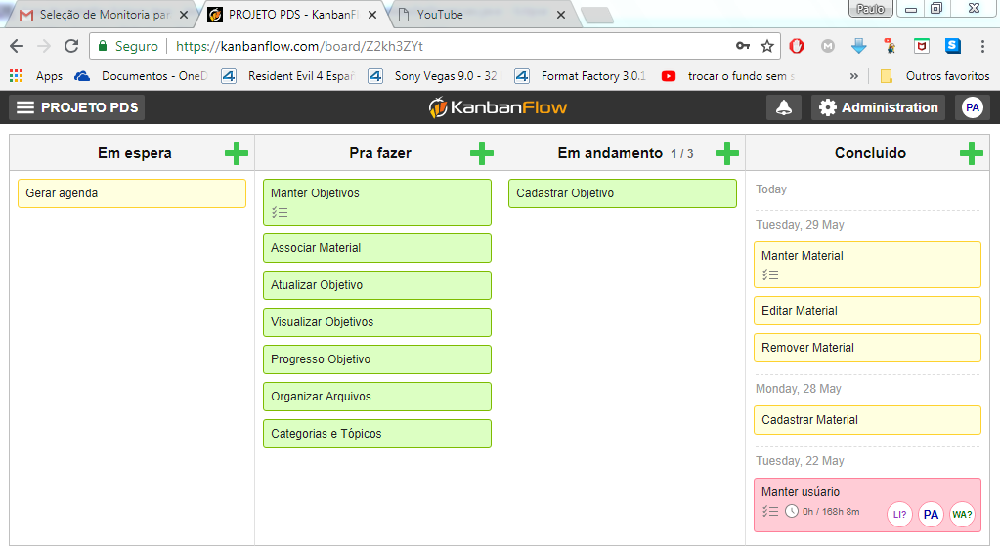 Seleção de Monitoria par
PROJETO PDS - KanbanFl
YouTube
Paulo
Seguro
https://kanbanflow.com/board/Z2kh3ZYt
Apps
Documentos - OneD
Resident Evil 4 Españ
Sony Vegas 9.0 - 32
Format Factory 3.0.1
trocar o fundo sem s
»
Outros favoritos
PROJETO PDS
KanbanFlow
Administration
PA
Em espera
Pra fazer
Em andamento 1 / 3
Concluido
Gerar agenda
Manter Objetivos
Associar Material
Atualizar Objetivo
Visualizar Objetivos
Progresso Objetivo
Organizar Arquivos
Categorias e Tópicos
Cadastrar Objetivo
Today
Tuesday, 29 May
Manter Material
Editar Material
Remover Material
Monday, 28 May
Cadastrar Material
Tuesday, 22 May
Manter usúario
0h / 168h 8m
LI?
PA
WA?